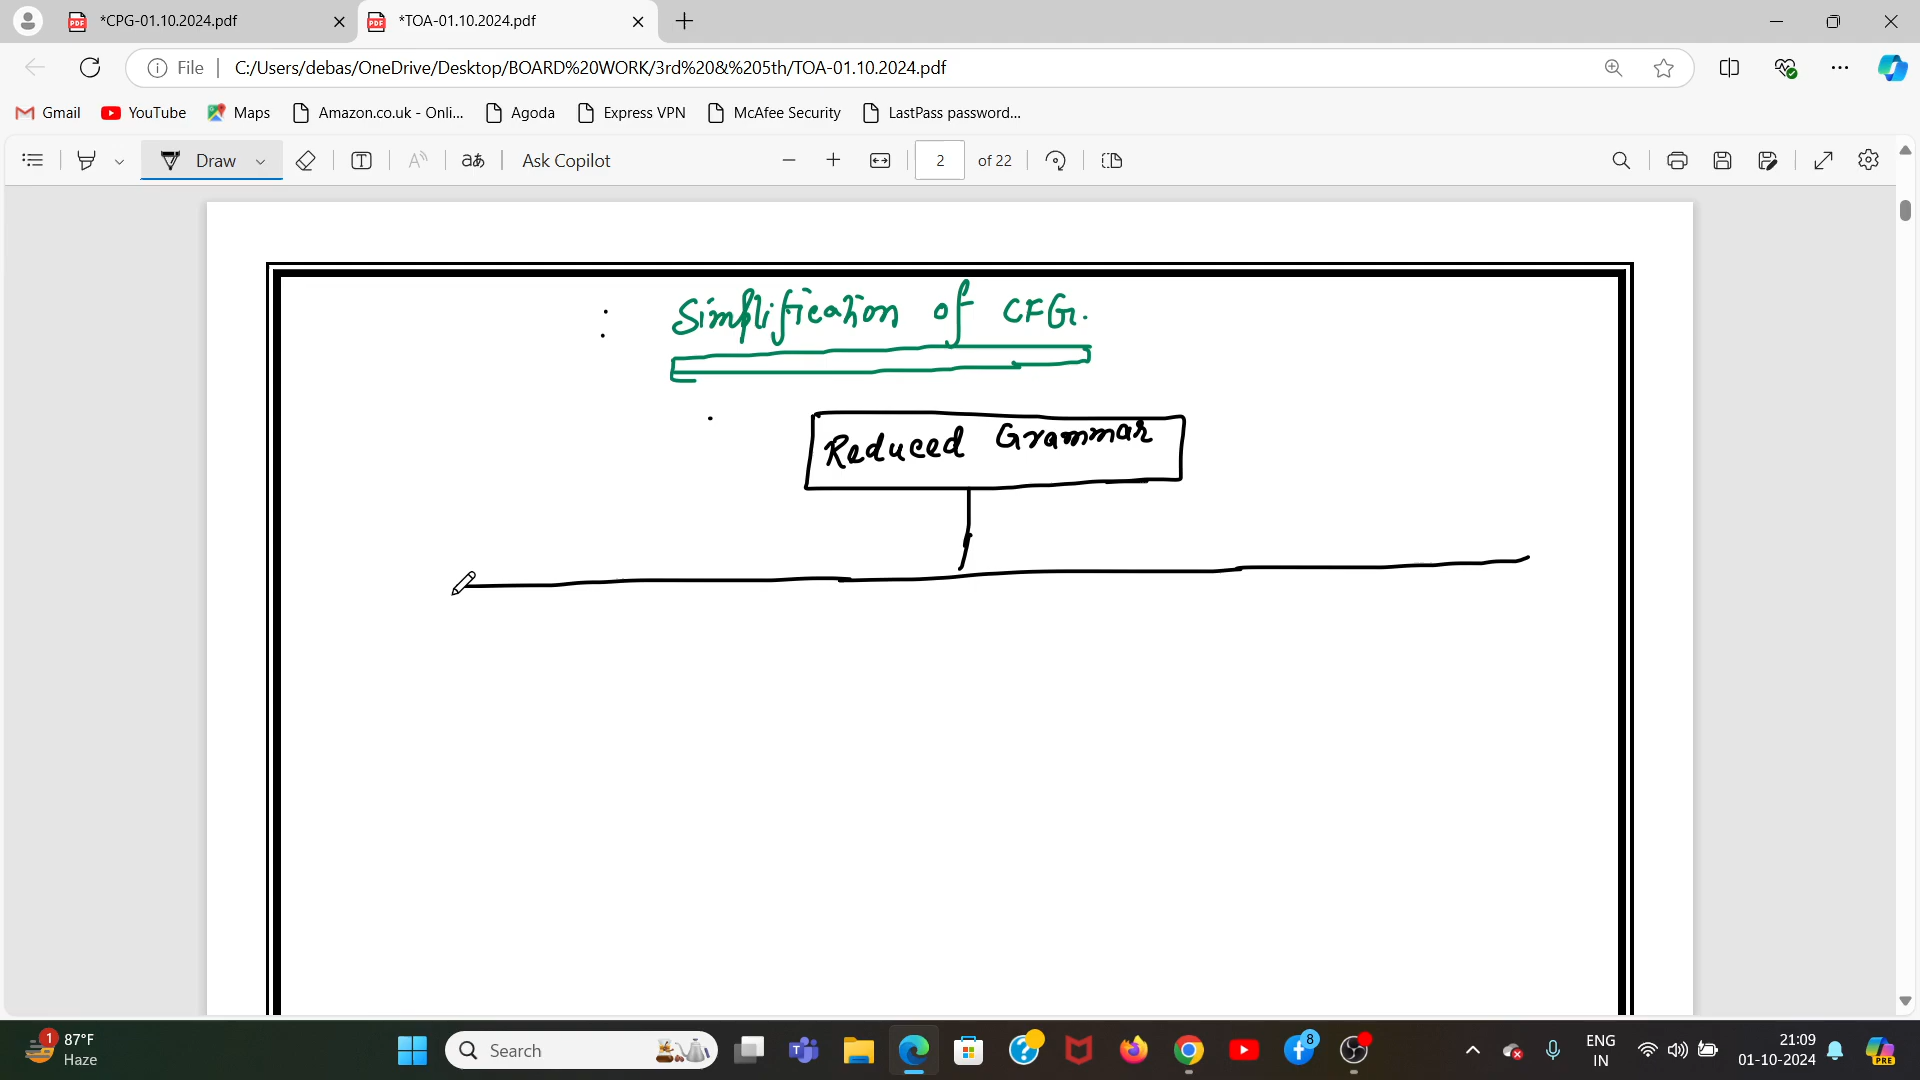 *CPG-01.10.2024.pdf
*TOA-01.10.2024.pdf
File | C:/Users/debas/OneDrive/Desktop/BOARD%20WORK/3rd%20&%205th/TOA-01.10.2024.pdf
Gmail YouTube Maps Amazon.co.uk - Onli... Agoda Express VPN McAfee Security LastPass password...
Draw Ask Copilot 2 of 22
Simplification of CFG.
Reduced Grammar
1 87°F
Haze
Search
8
ENG
IN
21:09
01-10-2024
PRE